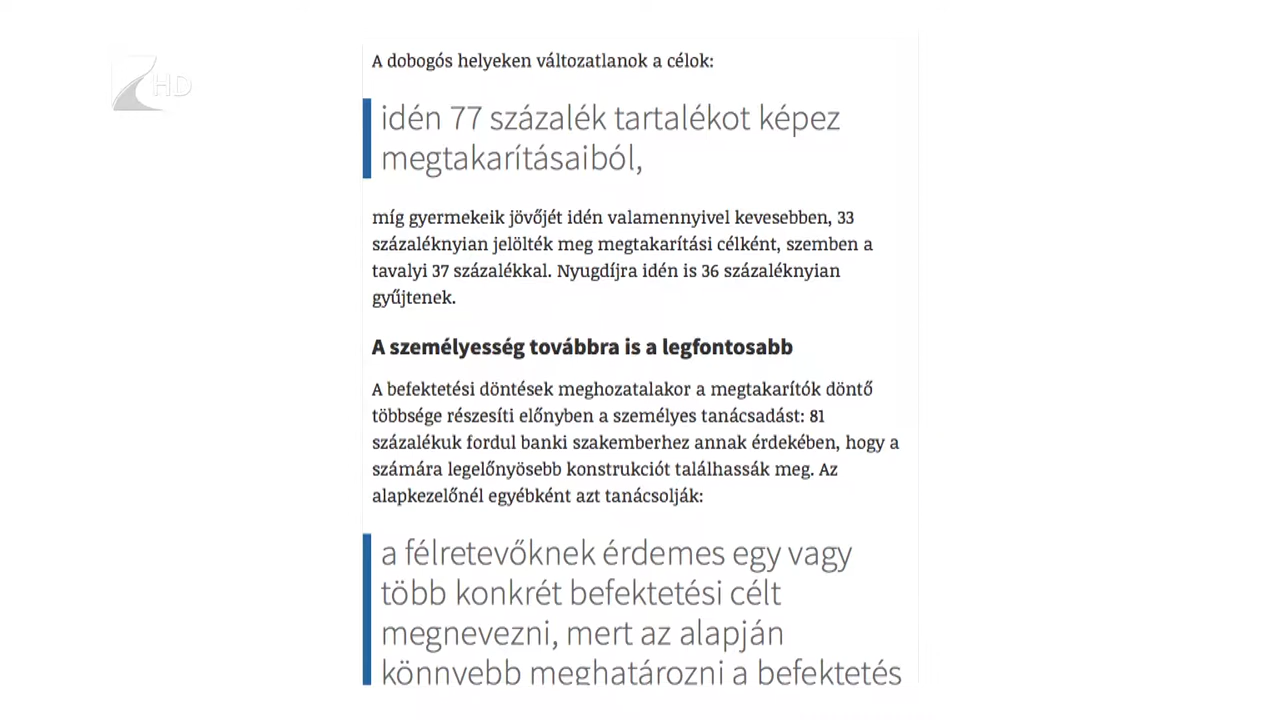 HD
A dobogós helyeken változatlanok a célok:
idén 77 százalék tartalékot képez
megtakarításaiból,
míg gyermekeik jövőjét idén valamennyivel kevesebben, 33
százaléknyian jelölték meg megtakarítási célként, szemben a
tavalyi 37 százalékkal. Nyugdíjra idén is 36 százaléknyian
gyűjtenek.
A személyesség továbbra is a legfontosabb
A befektetési döntések meghozatalakor a megtakarítók döntő
többsége részesíti előnyben a személyes tanácsadást: 81
százalékuk fordul banki szakemberhez annak érdekében, hogy a
számára legelőnyösebb konstrukciót találhassák meg. Az
alapkezelőnél egyébként azt tanácsolják:
a félretevőknek érdemes egy vagy
több konkrét befektetési célt
megnevezni, mert az alapján
könnyebb meghatározni a befektetés